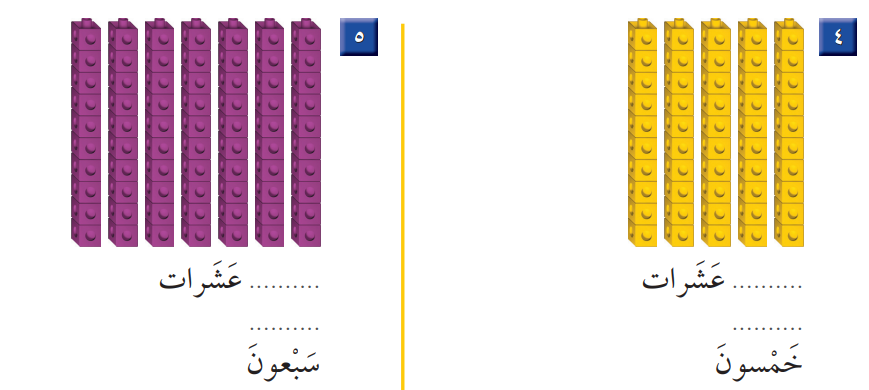 ٤
.......... عَشَرات
..........
خَمْسونَ
٥
.......... عَشَرات
..........
سَبْعونَ